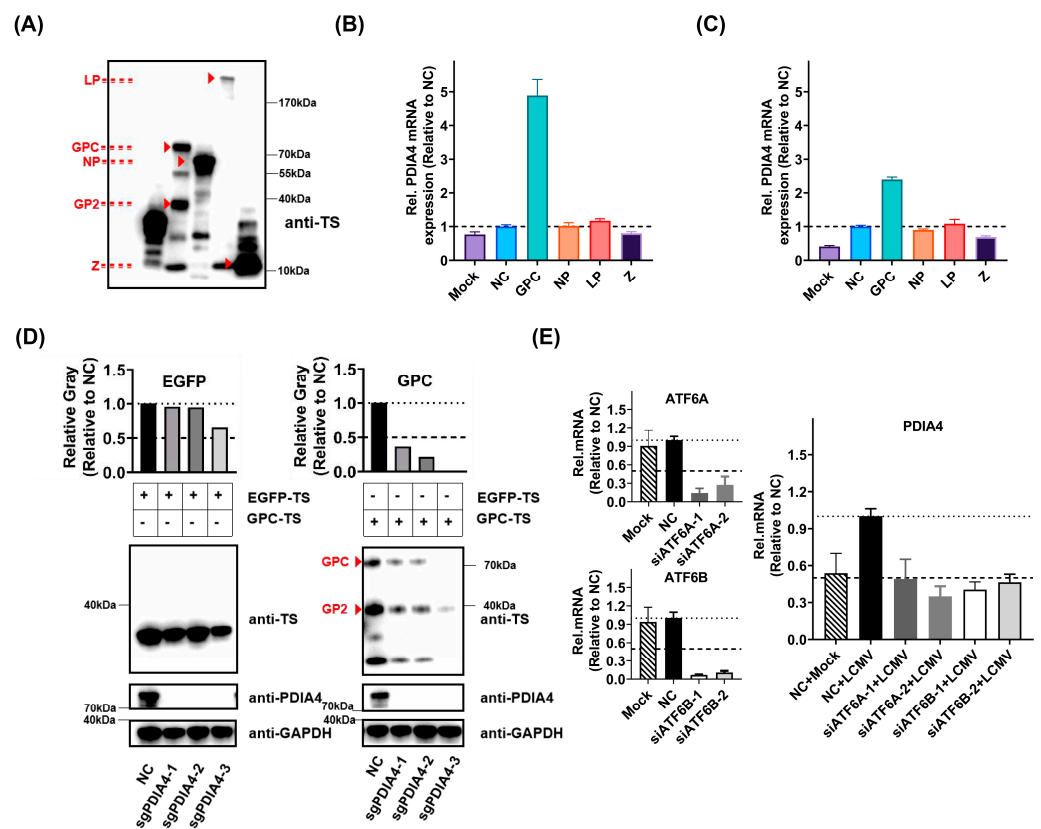 (A)
LP
GPC
NP
GP2
Z
170kDa
70kDa
55kDa
40kDa
10kDa
anti-TS
(B)
Rel. PDIA4 mRNA
expression (Relative to NC)
5
4
3
2
1
0
Mock
NC
GPC
NP
LP
Z
(C)
Rel. PDIA4 mRNA
expression (Relative to NC)
5
4
3
2
1
0
Mock
NC
GPC
NP
LP
Z
(D)
Relative Gray
(Relative to NC)
EGFP
1.5
1.0
0.5
0.0
Relative Gray
(Relative to NC)
GPC
1.5
1.0
0.5
0.0
+ + + + EGFP-TS - - - -
- - - - GPC-TS + + + +
EGFP-TS
GPC-TS
40kDa
anti-TS
70kDa
anti-PDIA4
40kDa
anti-GAPDH
NC
sgPDIA4-1
sgPDIA4-2
sgPDIA4-3
GPC
GP2
70kDa
40kDa
anti-TS
70kDa
anti-PDIA4
40kDa
anti-GAPDH
NC
sgPDIA4-1
sgPDIA4-2
sgPDIA4-3
(E)
Rel.mRNA
(Relative to NC)
ATF6A
1.5
1.2
0.9
0.6
0.3
0.0
Mock
NC
siATF6A-1
siATF6A-2
Rel.mRNA
(Relative to NC)
ATF6B
1.5
1.2
0.9
0.6
0.3
0.0
Mock
NC
siATF6B-1
siATF6B-2
Rel.mRNA
(Relative to NC)
PDIA4
1.5
1.2
0.9
0.6
0.3
0.0
NC+Mock
NC+LCMV
siATF6A-1+LCMV
siATF6A-2+LCMV
siATF6B-1+LCMV
siATF6B-2+LCMV